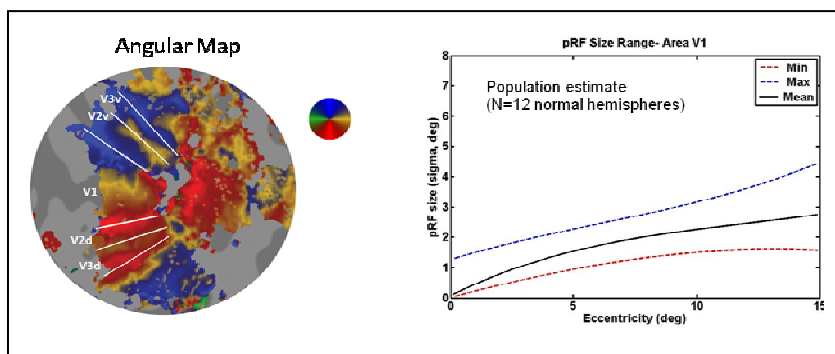 Angular Map
V3v
V2v
V1
V2d
V3d
pRF Size Range- Area V1
8
7
6
5
4
3
2
1
0
0
5
10
15
pRF size (sigma, deg)
Eccentricity (deg)
Population estimate
(N=12 normal hemispheres)
Min
Max
Mean